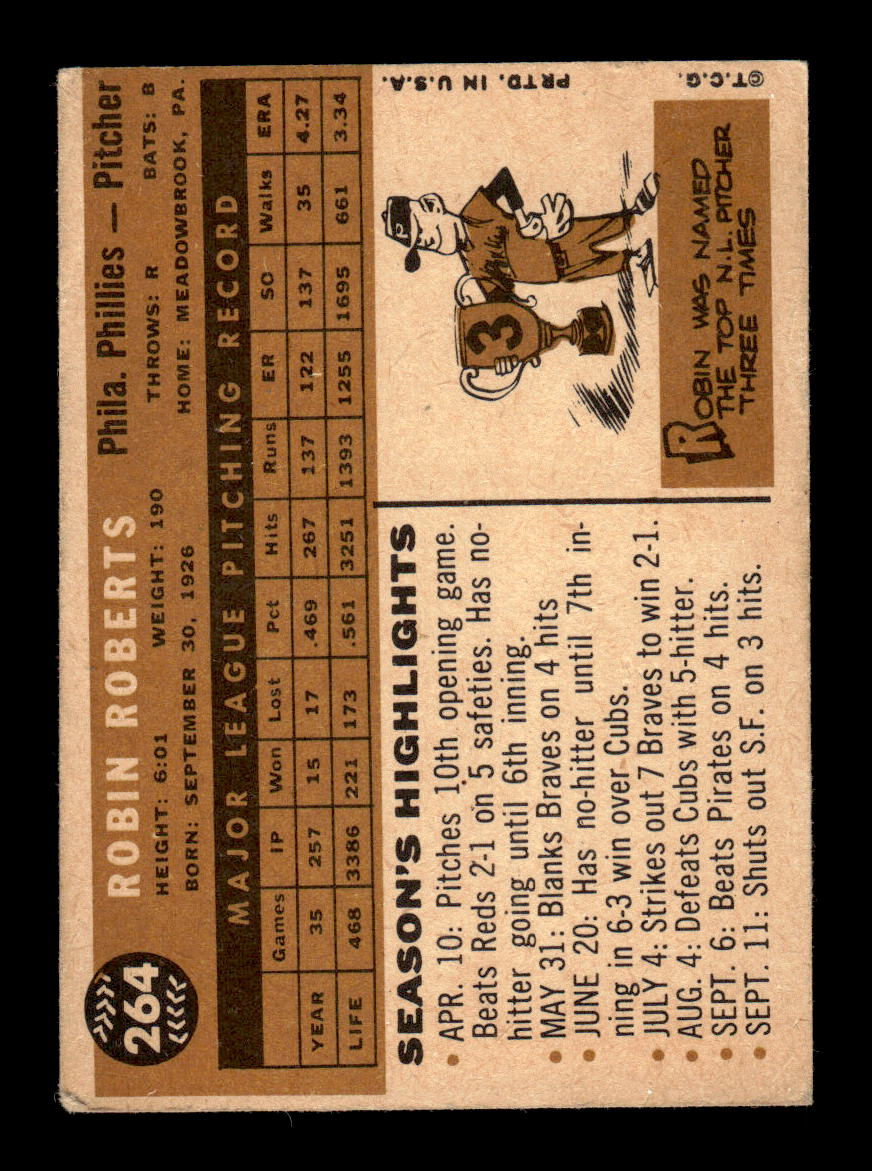 264
ROBIN ROBERTS Phila. Phillies — Pitcher
HEIGHT: 6:01 WEIGHT: 190 THROWS: R BATS: B
BORN: SEPTEMBER 30, 1926 HOME: MEADOWBROOK, PA.
MAJOR LEAGUE PITCHING RECORD
Games IP Won Lost Pct Hits Runs ER SO Walks ERA
YEAR 35 257 15 17 .469 267 137 122 137 35 4.27
LIFE 468 3386 221 173 .561 3251 1393 1255 1695 661 3.34
SEASON'S HIGHLIGHTS
• APR. 10: Pitches 10th opening game.
Beats Reds 2-1 on 5 safeties. Has no-
hitter going until 6th inning.
• MAY 31: Blanks Braves on 4 hits
• JUNE 20: Has no-hitter until 7th in-
ning in 6-3 win over Cubs.
• JULY 4: Strikes out 7 Braves to win 2-1.
• AUG. 4: Defeats Cubs with 5-hitter.
• SEPT. 6: Beats Pirates on 4 hits.
• SEPT. 11: Shuts out S.F. on 3 hits.
P
Phillies
3
ROBIN WAS NAMED
THE TOP N.L. PITCHER
THREE TIMES
©T.C.G. PRTD. IN U.S.A.